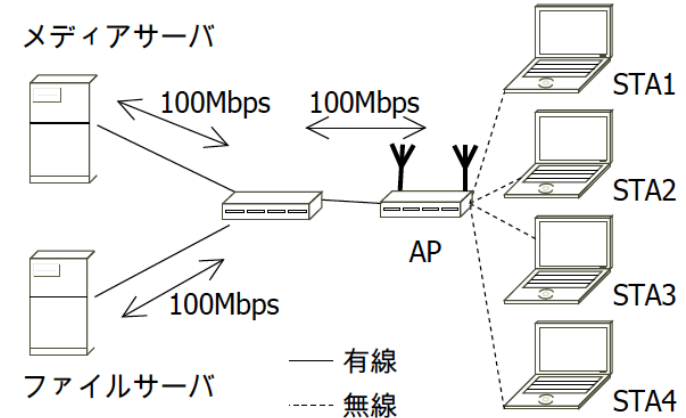 メディアサーバ
100Mbps
100Mbps
STA1
STA2
AP
STA3
100Mbps
有線
ファイルサーバ
無線
STA4